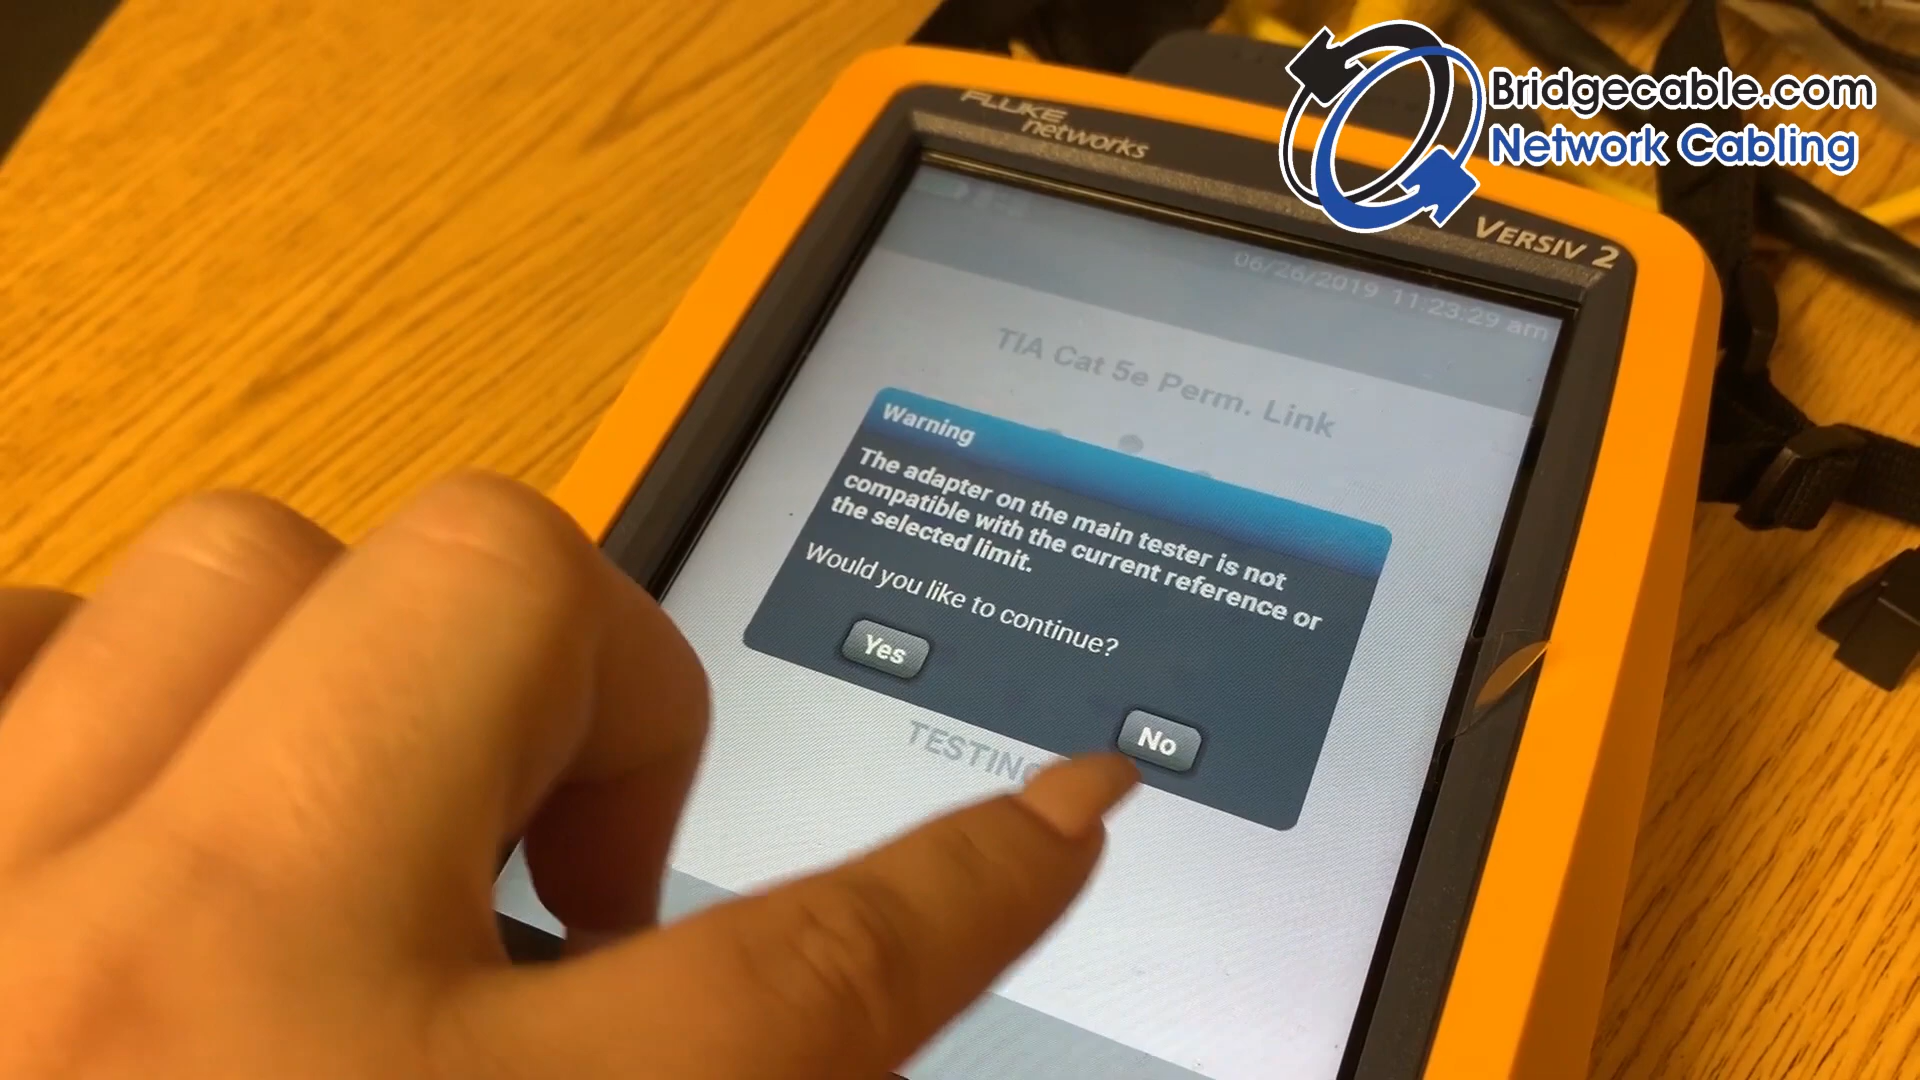 Bridgecable.com
Network Cabling
FLUKE
networks
VERSIV 2
06/26/2019 11:23:29 am
TIA Cat 5e Perm. Link
Warning
The adapter on the main tester is not
compatible with the current reference or
the selected limit.
Would you like to continue?
Yes
No
TESTING